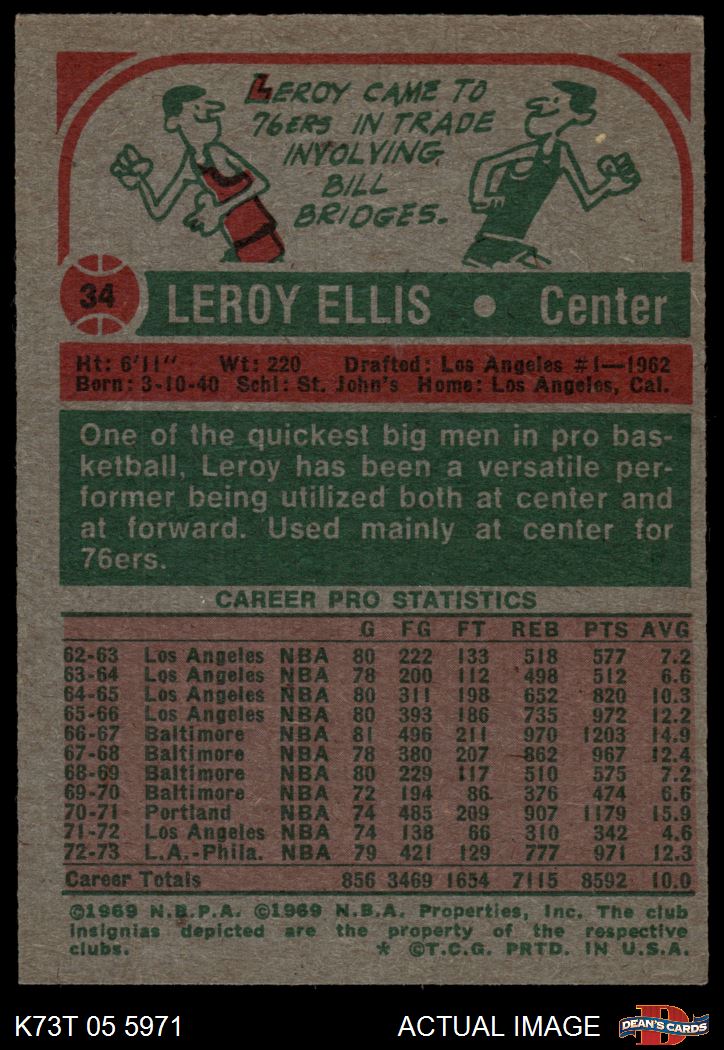 LEROY CAME TO
76ERS IN TRADE
INVOLVING
BILL
BRIDGES.
34 LEROY ELLIS • Center
Ht: 6'11" Wt: 220 Drafted: Los Angeles #1—1962
Born: 3-10-40 Schl: St. John's Home: Los Angeles, Cal.
One of the quickest big men in pro bas-
ketball, Leroy has been a versatile per-
former being utilized both at center and
at forward. Used mainly at center for
76ers.
CAREER PRO STATISTICS
G FG FT REB PTS AVG
62-63 Los Angeles NBA 80 222 133 518 577 7.2
63-64 Los Angeles NBA 78 200 112 498 512 6.6
64-65 Los Angeles NBA 80 311 198 652 820 10.3
65-66 Los Angeles NBA 80 393 186 735 972 12.2
66-67 Baltimore NBA 81 496 211 970 1203 14.9
67-68 Baltimore NBA 78 380 207 862 967 12.4
68-69 Baltimore NBA 80 229 117 510 575 7.2
69-70 Baltimore NBA 72 194 86 376 474 6.6
70-71 Portland NBA 74 485 209 907 1179 15.9
71-72 Los Angeles NBA 74 138 66 310 342 4.6
72-73 L.A.-Phila. NBA 79 421 129 777 971 12.3
Career Totals 856 3469 1654 7115 8592 10.0
©1969 N.B.P.A. ©1969 N.B.A. Properties, Inc. The club
insignias depicted are the property of the respective
clubs. * ©T.C.G. PRTD. IN U.S.A.
K73T 05 5971 ACTUAL IMAGE D DEAN'S CARDS